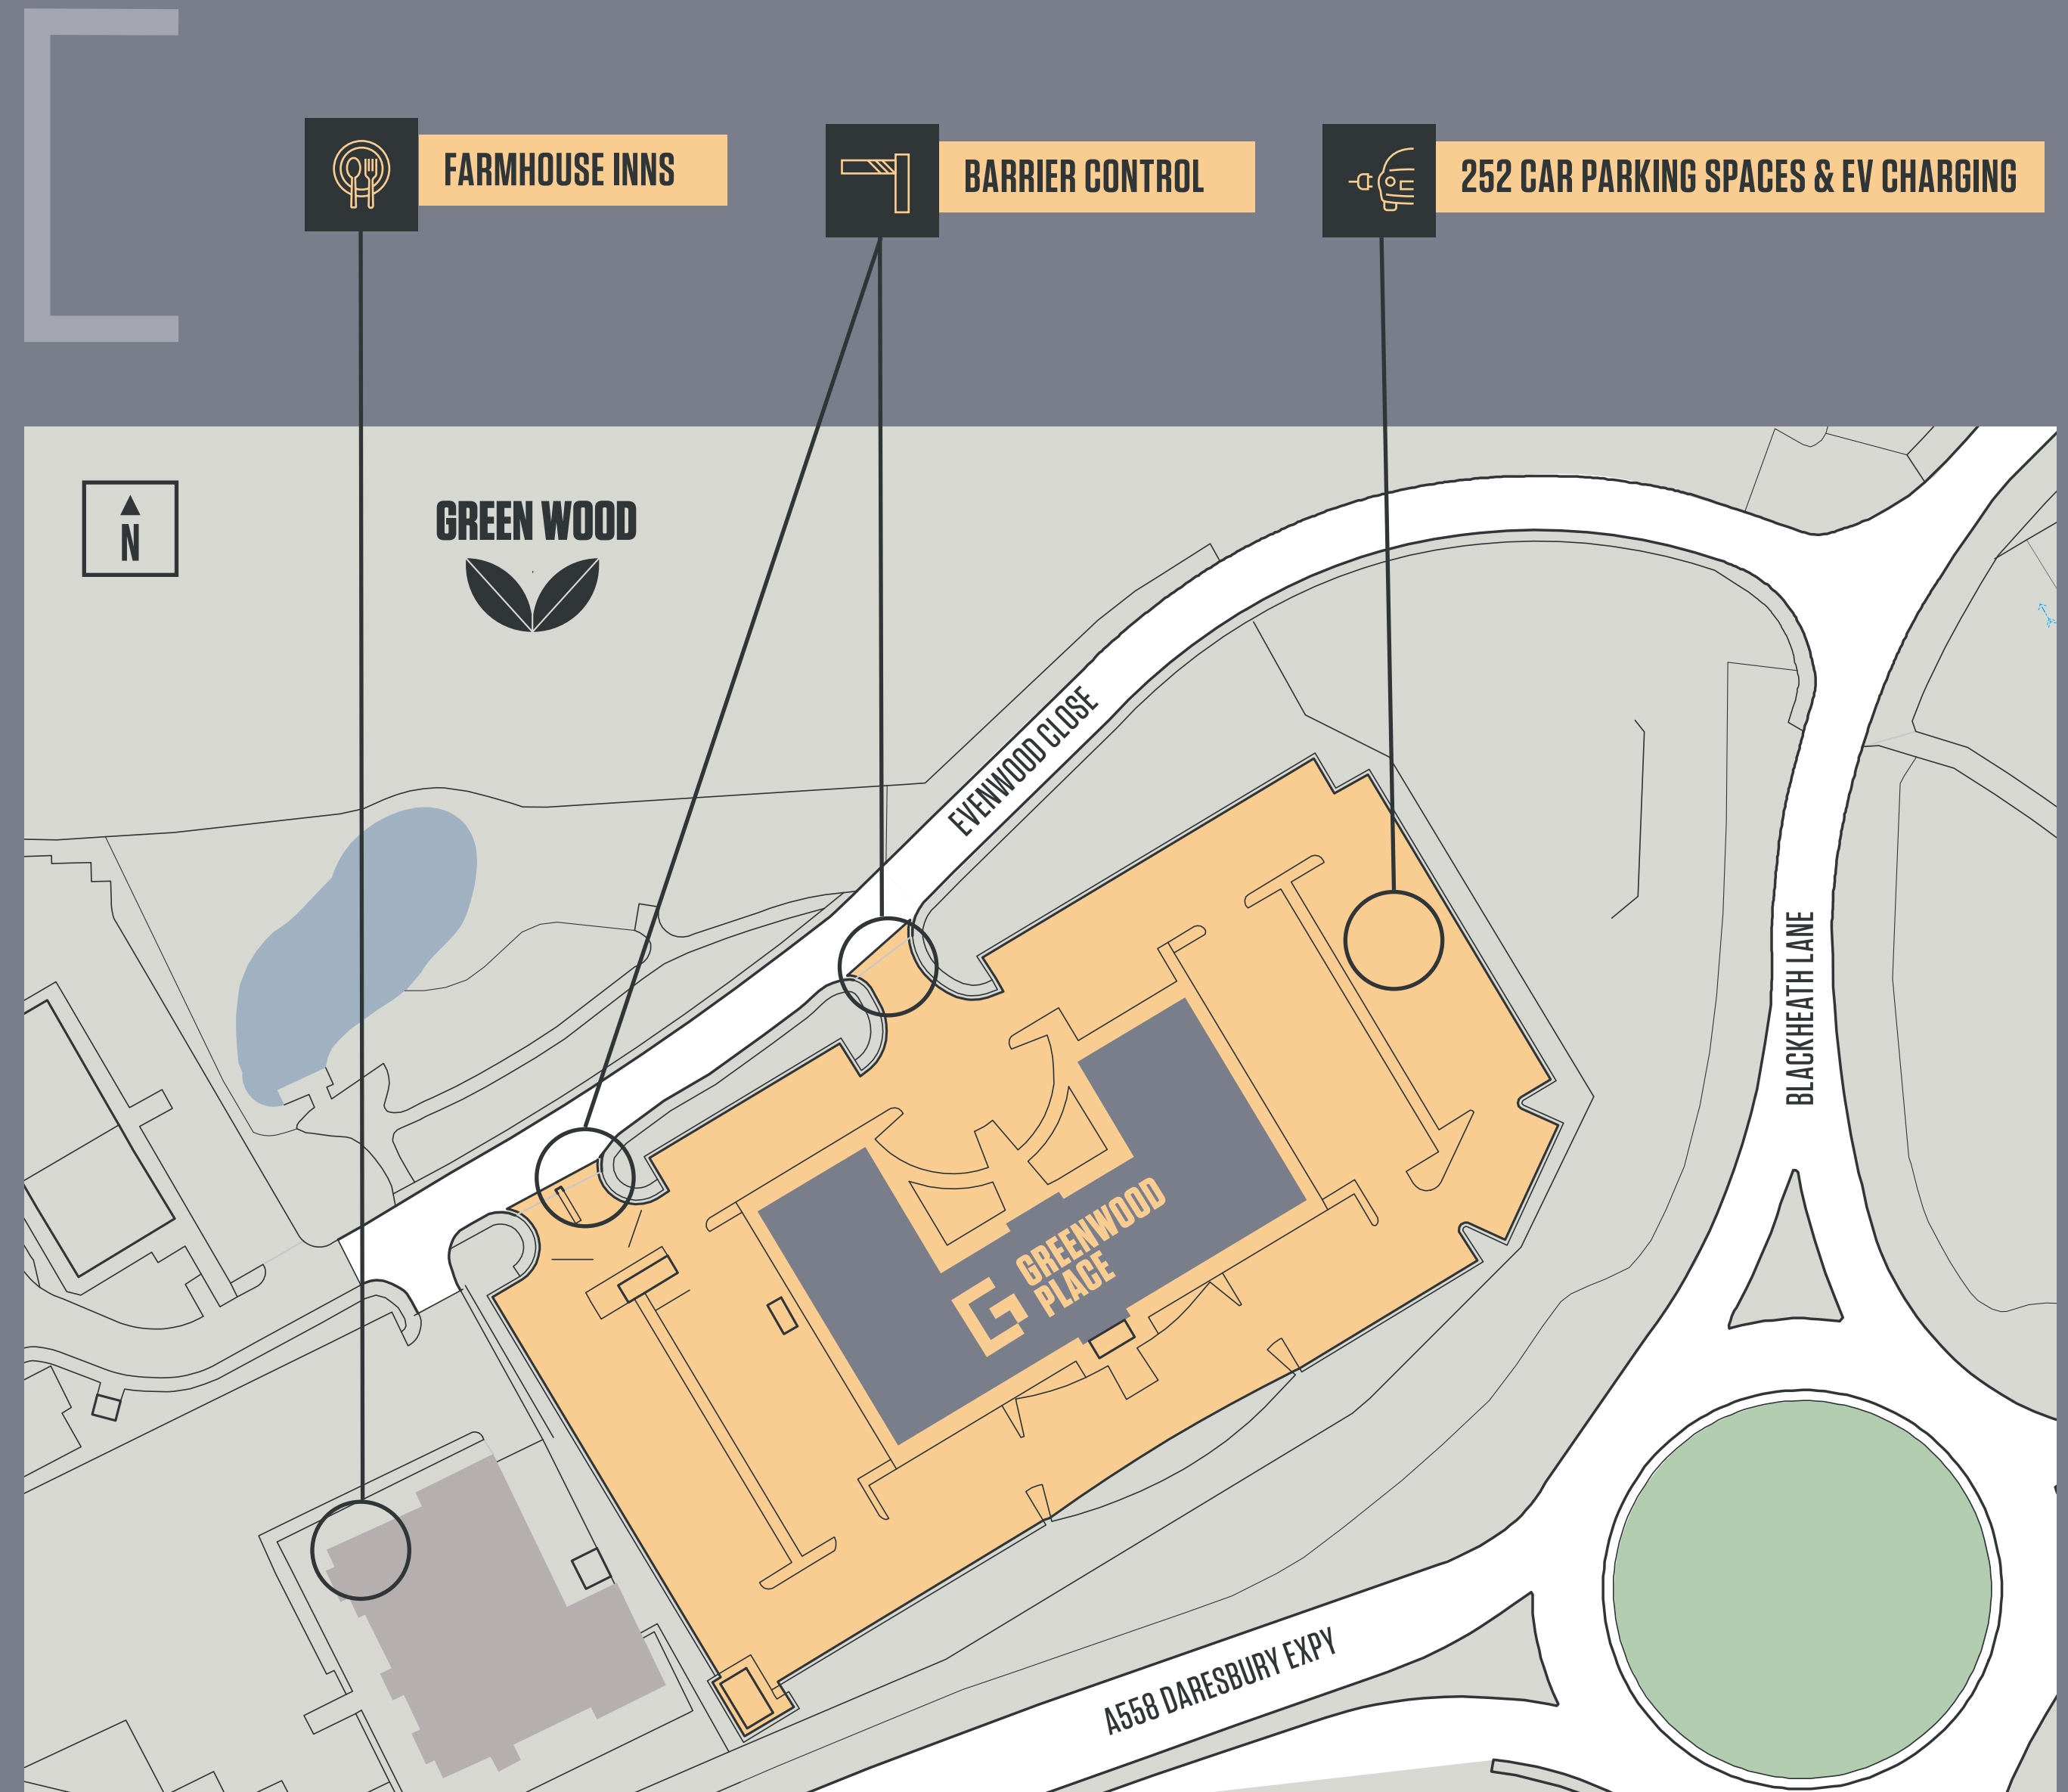 FARMHOUSE INNS
BARRIER CONTROL
252 CAR PARKING SPACES & EV CHARGING
N
GREEN WOOD
EVENWOOD CLOSE
BLACKHEATH LANE
GREENWOOD
PLACE
A558 DARESBURY EXPY